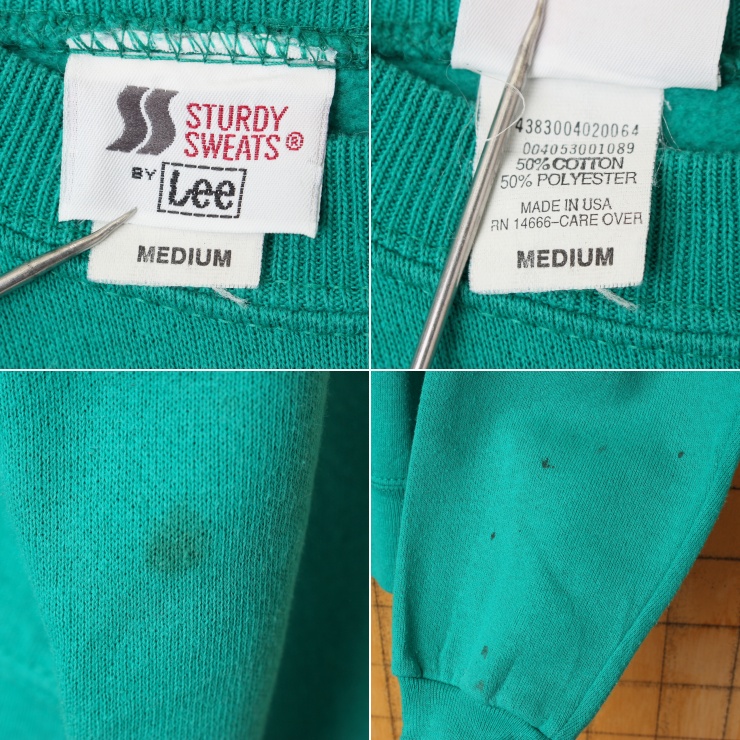 STURDY
SWEATS®
BY Lee
MEDIUM
4383004020064
004053001089
50% COTTON
50% POLYESTER
MADE IN USA
RN 14666-CARE OVER
MEDIUM